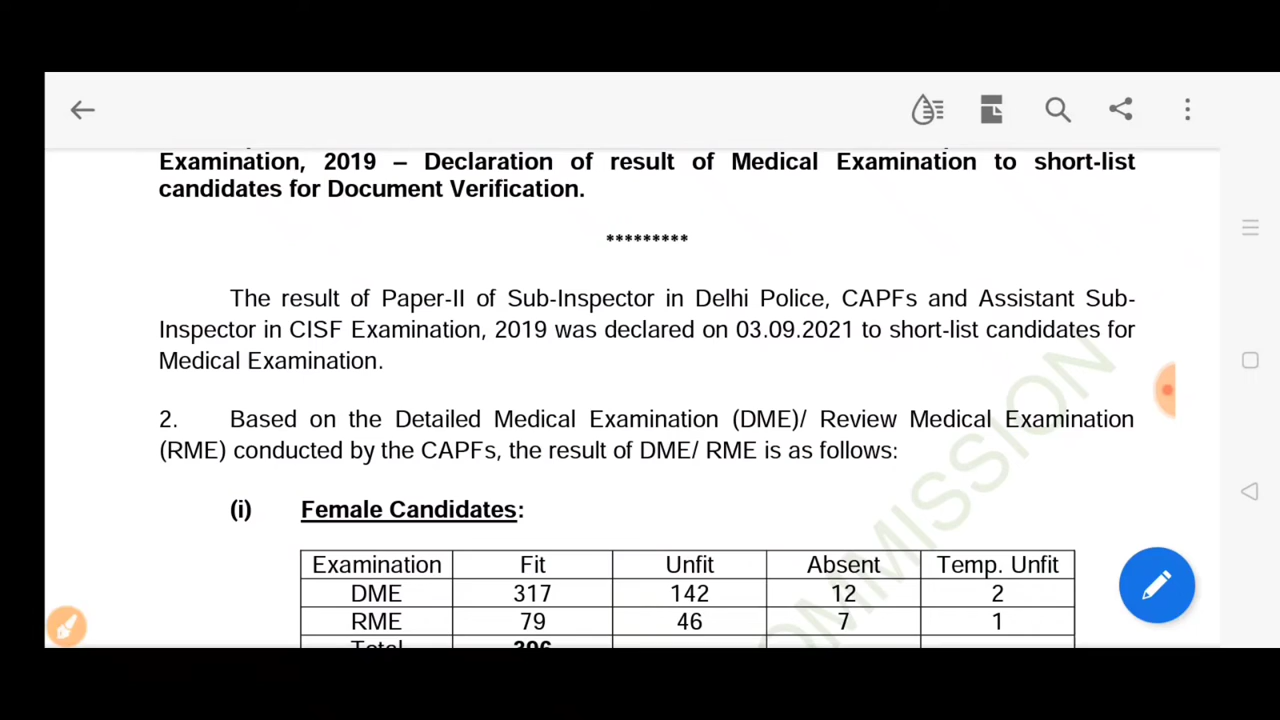 Examination, 2019 – Declaration of result of Medical Examination to short-list
candidates for Document Verification.
*********
The result of Paper-II of Sub-Inspector in Delhi Police, CAPFs and Assistant Sub-
Inspector in CISF Examination, 2019 was declared on 03.09.2021 to short-list candidates for
Medical Examination.
2. Based on the Detailed Medical Examination (DME)/ Review Medical Examination
(RME) conducted by the CAPFs, the result of DME/ RME is as follows:
(i) Female Candidates:
Examination Fit Unfit Absent Temp. Unfit
DME 317 142 12 2
RME 79 46 7 1
Total 396
OMMISSION